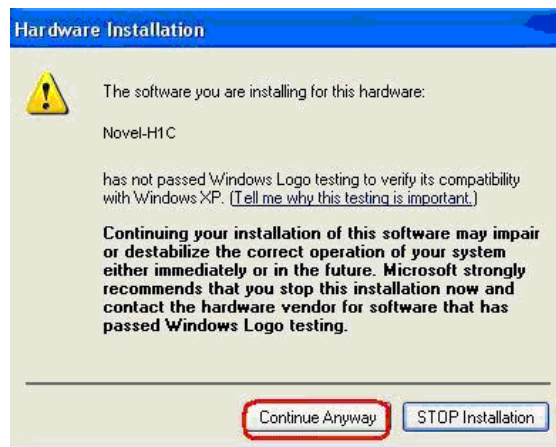 Hardware Installation
The software you are installing for this hardware:
Novel-H1C
has not passed Windows Logo testing to verify its compatibility
with Windows XP. (Tell me why this testing is important.)
Continuing your installation of this software may impair
or destabilize the correct operation of your system
either immediately or in the future. Microsoft strongly
recommends that you stop this installation now and
contact the hardware vendor for software that has
passed Windows Logo testing.
Continue Anyway
STOP Installation